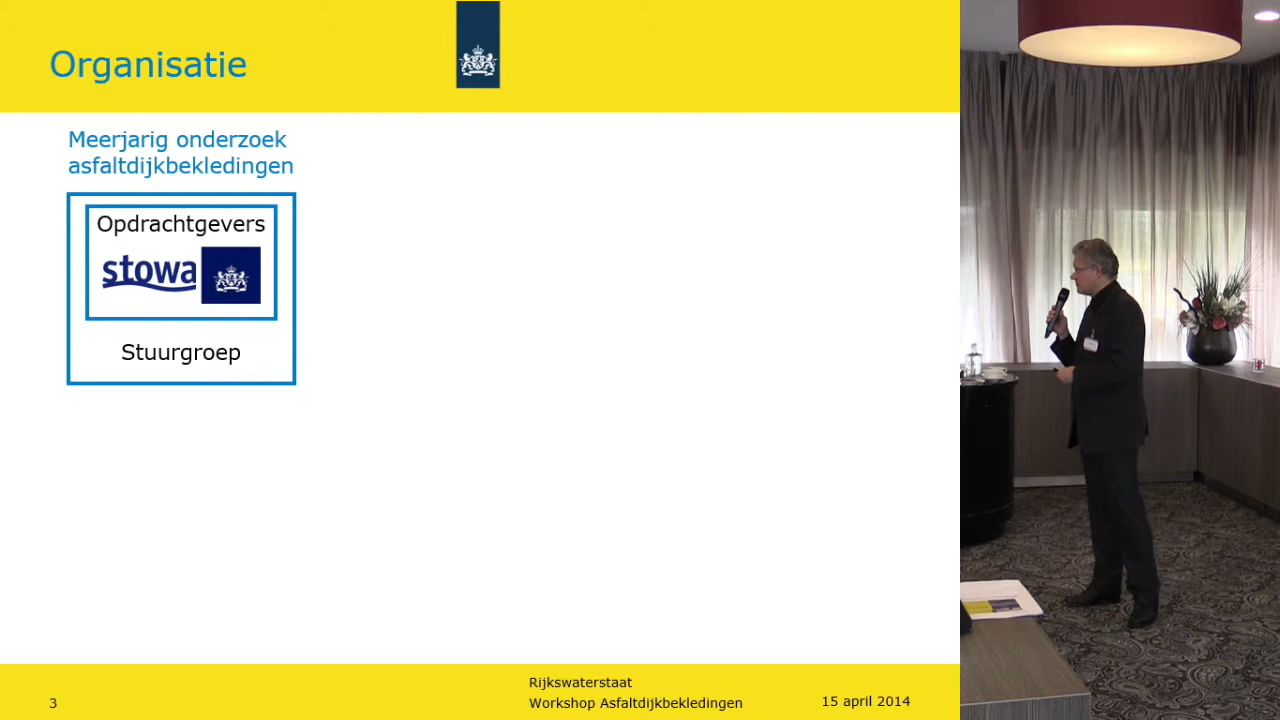 Organisatie
Meerjarig onderzoek
asfaltdijkbekledingen
Opdrachtgevers
stowa
Stuurgroep
3
Rijkswaterstaat
Workshop Asfaltdijkbekledingen
15 april 2014